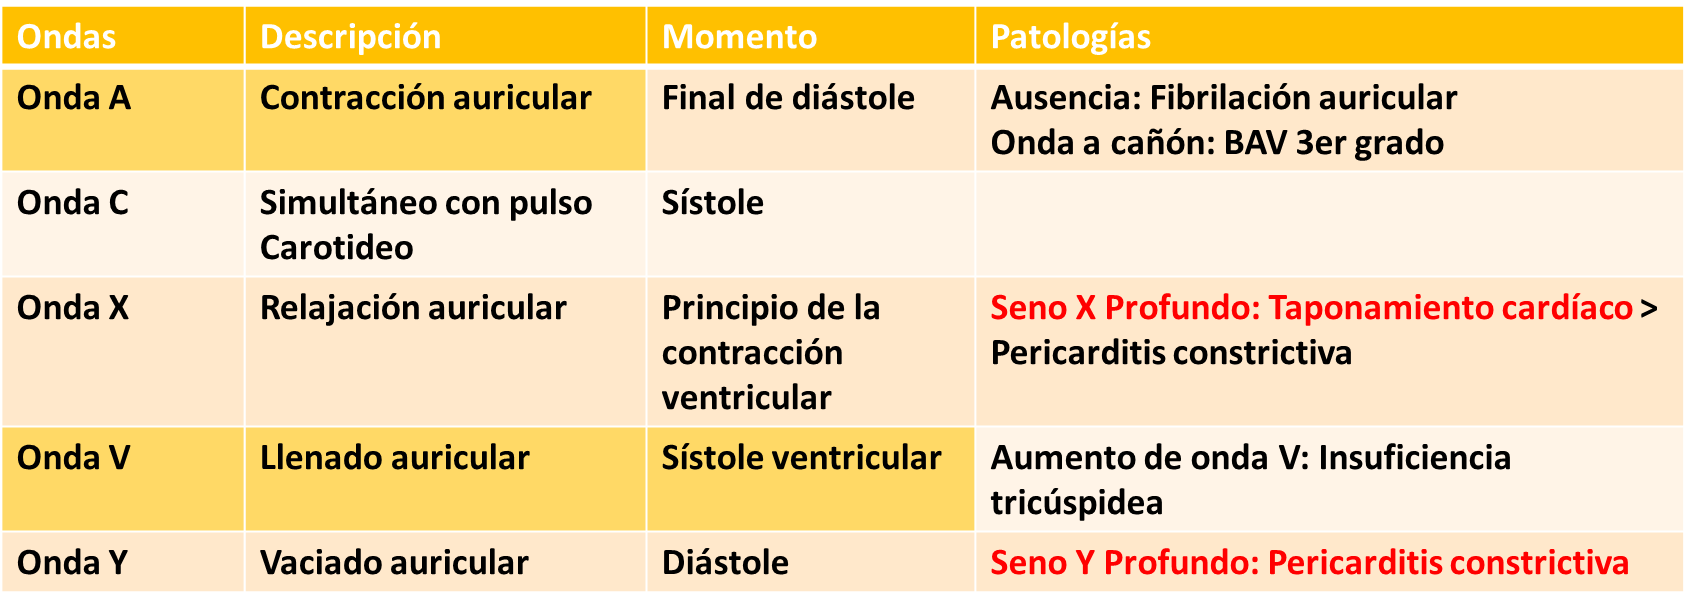 Ondas Descripción Momento Patologías
Onda A Contracción auricular Final de diástole Ausencia: Fibrilación auricular
Onda a cañón: BAV 3er grado
Onda C Simultáneo con pulso Sístole
Carotideo
Onda X Relajación auricular Principio de la Seno X Profundo: Taponamiento cardíaco >
contracción Pericarditis constrictiva
ventricular
Onda V Llenado auricular Sístole ventricular Aumento de onda V: Insuficiencia
tricúspidea
Onda Y Vaciado auricular Diástole Seno Y Profundo: Pericarditis constrictiva